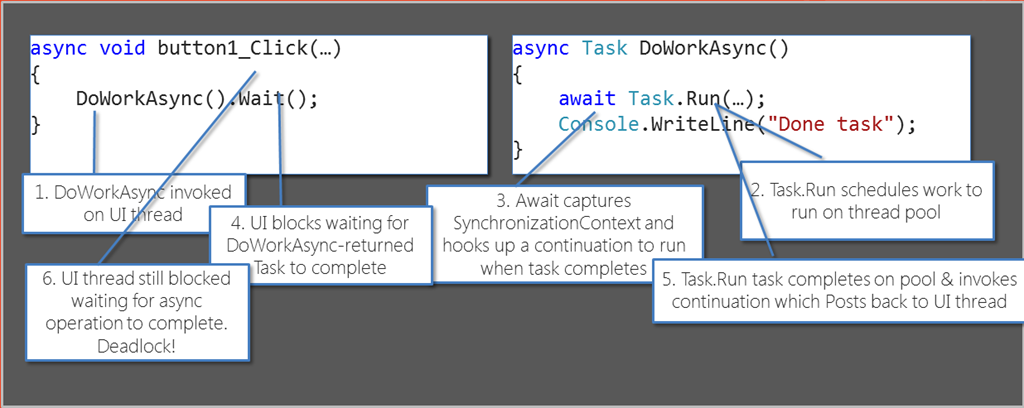 async void button1_Click(…)
{
DoWorkAsync().Wait();
}
async Task DoWorkAsync()
{
await Task.Run(…);
Console.WriteLine("Done task");
}
1. DoWorkAsync invoked
on UI thread
2. Task.Run schedules work to
run on thread pool
3. Await captures
SynchronizationContext and
hooks up a continuation to run
when task completes
4. UI blocks waiting for
DoWorkAsync-returned
Task to complete
5. Task.Run task completes on pool & invokes
continuation which Posts back to UI thread
6. UI thread still blocked
waiting for async
operation to complete.
Deadlock!